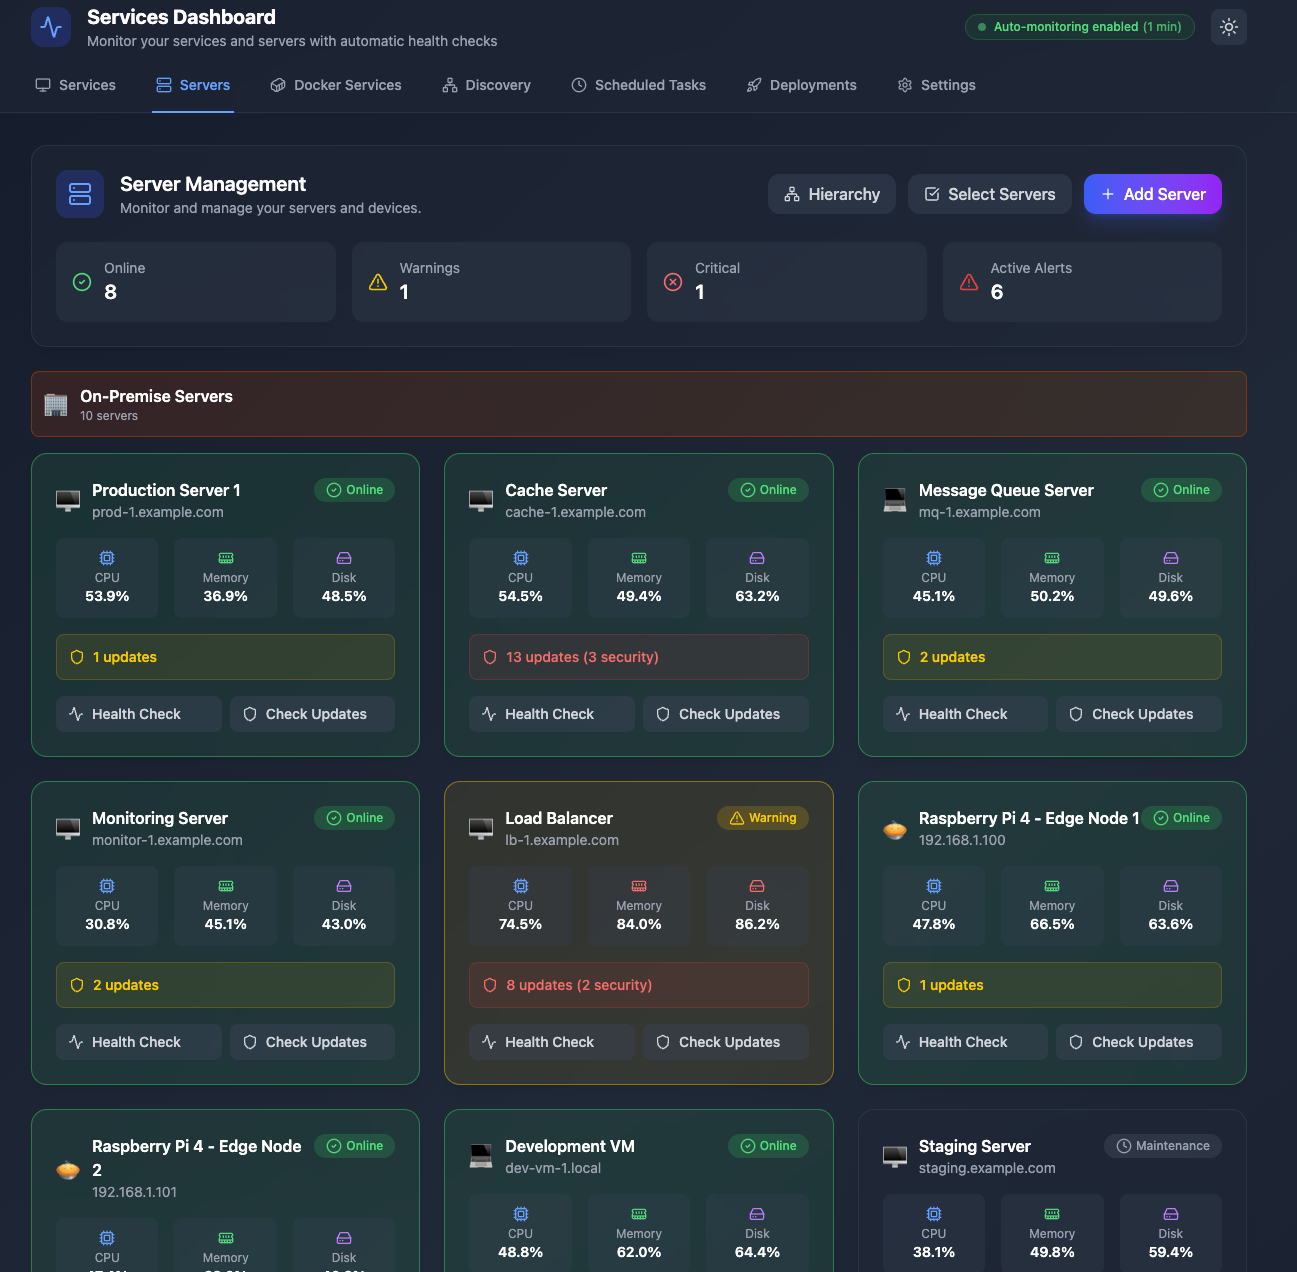 Services Dashboard
Monitor your services and servers with automatic health checks
Auto-monitoring enabled (1 min)
Services
Servers
Docker Services
Discovery
Scheduled Tasks
Deployments
Settings
Server Management
Monitor and manage your servers and devices.
Hierarchy
Select Servers
+ Add Server
Online
8
Warnings
1
Critical
1
Active Alerts
6
On-Premise Servers
10 servers
Production Server 1
prod-1.example.com
Online
CPU
53.9%
Memory
36.9%
Disk
48.5%
1 updates
Health Check
Check Updates
Cache Server
cache-1.example.com
Online
CPU
54.5%
Memory
49.4%
Disk
63.2%
13 updates (3 security)
Health Check
Check Updates
Message Queue Server
mq-1.example.com
Online
CPU
45.1%
Memory
50.2%
Disk
49.6%
2 updates
Health Check
Check Updates
Monitoring Server
monitor-1.example.com
Online
CPU
30.8%
Memory
45.1%
Disk
43.0%
2 updates
Health Check
Check Updates
Load Balancer
lb-1.example.com
Warning
CPU
74.5%
Memory
84.0%
Disk
86.2%
8 updates (2 security)
Health Check
Check Updates
Raspberry Pi 4 - Edge Node 1
192.168.1.100
Online
CPU
47.8%
Memory
66.5%
Disk
63.6%
1 updates
Health Check
Check Updates
Raspberry Pi 4 - Edge Node
2
192.168.1.101
Online
CPU
Memory
Disk
Development VM
dev-vm-1.local
Online
CPU
48.8%
Memory
62.0%
Disk
64.4%
Staging Server
staging.example.com
Maintenance
CPU
38.1%
Memory
49.8%
Disk
59.4%